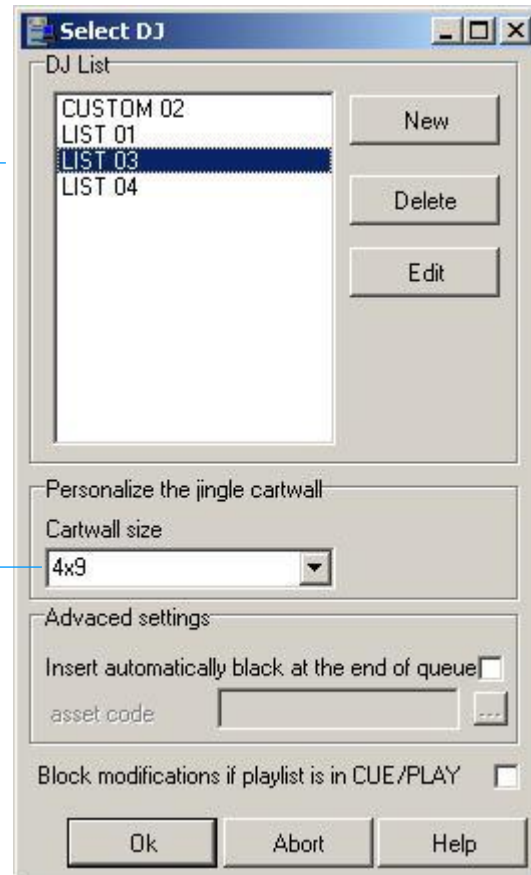 Select DJ
DJ List
CUSTOM 02
LIST 01
LIST 03
LIST 04
New
Delete
Edit
Personalize the jingle cartwall
Cartwall size
4x9
Advaced settings
Insert automatically black at the end of queue
asset code
...
Block modifications if playlist is in CUE/PLAY
Ok
Abort
Help